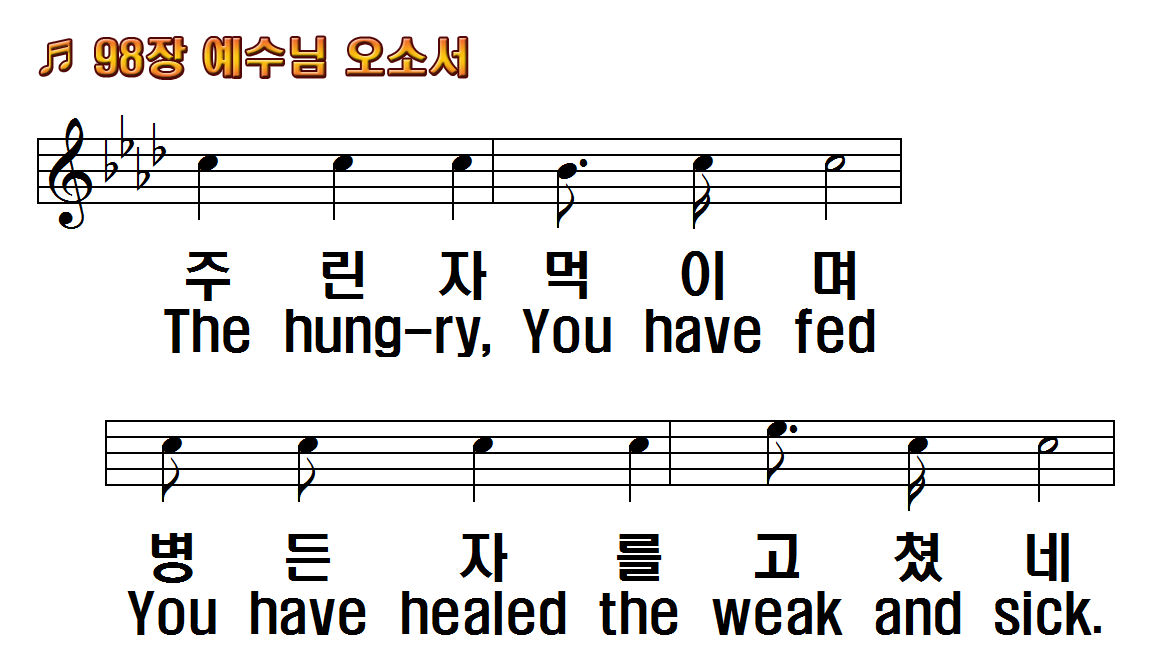 ♬ 98장 예수님 오소서
주 린 자 먹 이 며
The hung-ry, You have fed
병 든 자 를 고 쳤 네
You have healed the weak and sick.